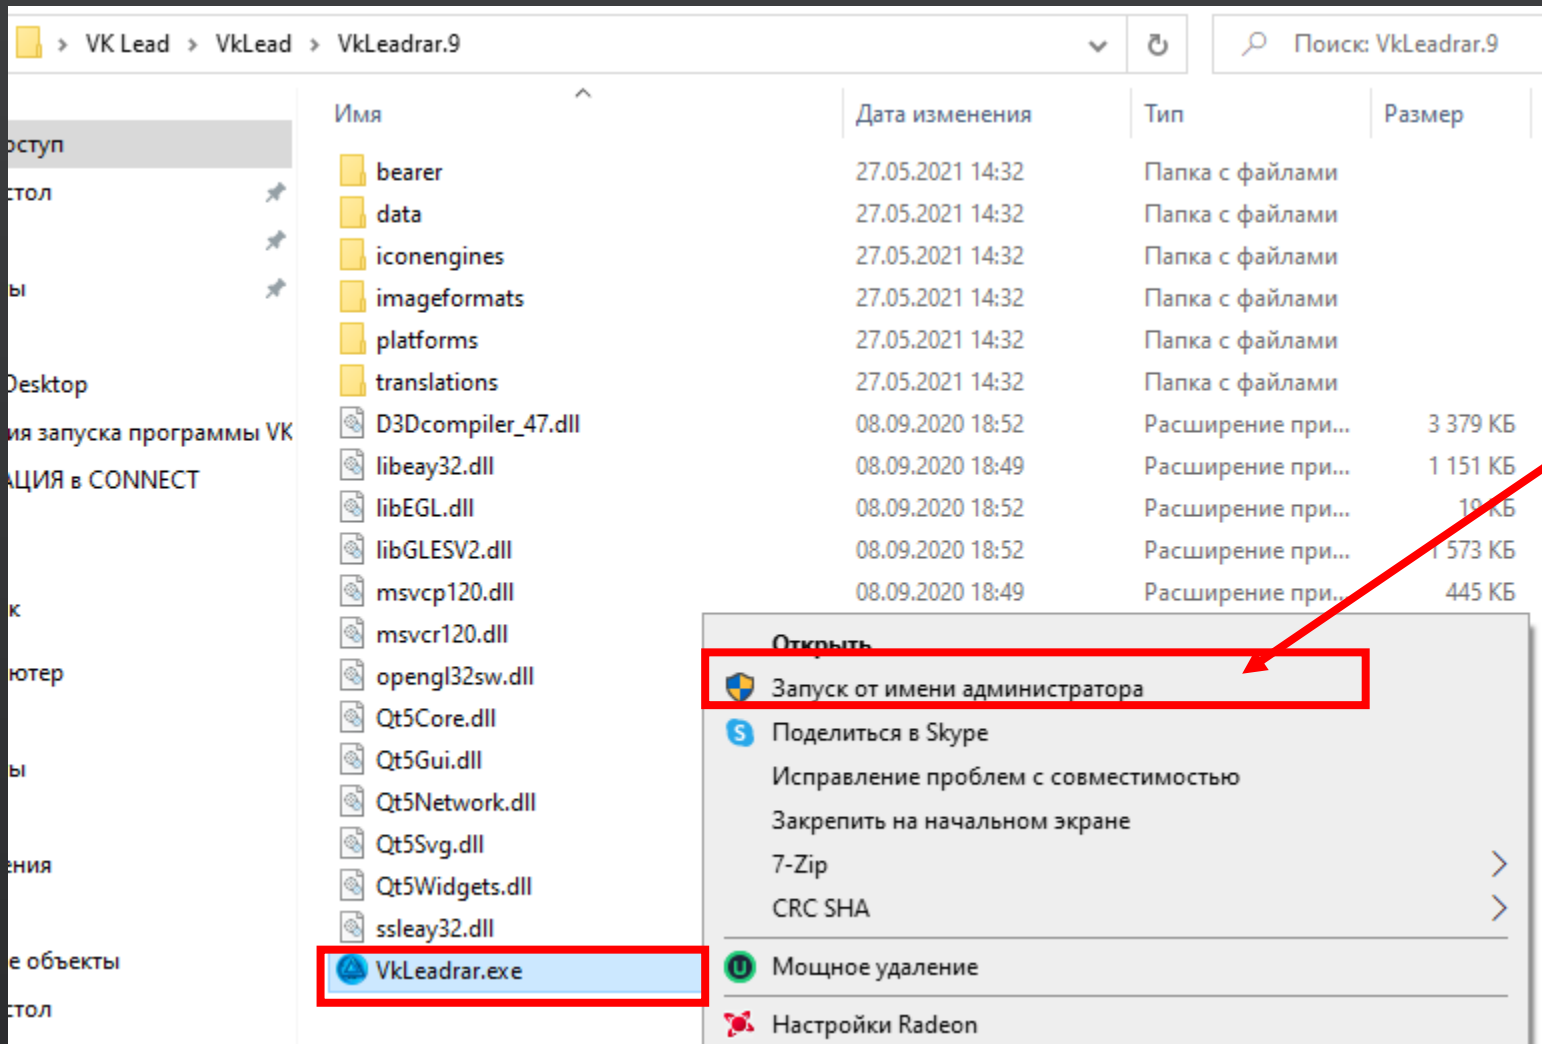 VK Lead > VkLead > VkLeadrar.9
Поиск: VkLeadrar.9
Имя Дата изменения Тип Размер
оступ
стол
ы
Desktop
ия запуска программы VK
АЦИЯ в CONNECT
к
ютер
ы
ения
е объекты
стол
bearer 27.05.2021 14:32 Папка с файлами
data 27.05.2021 14:32 Папка с файлами
iconengines 27.05.2021 14:32 Папка с файлами
imageformats 27.05.2021 14:32 Папка с файлами
platforms 27.05.2021 14:32 Папка с файлами
translations 27.05.2021 14:32 Папка с файлами
D3Dcompiler_47.dll 08.09.2020 18:52 Расширение при... 3 379 КБ
libeay32.dll 08.09.2020 18:49 Расширение при... 1 151 КБ
libEGL.dll 08.09.2020 18:52 Расширение при... 19 КБ
libGLESV2.dll 08.09.2020 18:52 Расширение при... 1 573 КБ
msvcp120.dll 08.09.2020 18:49 Расширение при... 445 КБ
msvcr120.dll
opengl32sw.dll
Qt5Core.dll
Qt5Gui.dll
Qt5Network.dll
Qt5Svg.dll
Qt5Widgets.dll
ssleay32.dll
VkLeadrar.exe
Открыть
Запуск от имени администратора
Поделиться в Skype
Исправление проблем с совместимостью
Закрепить на начальном экране
7-Zip
CRC SHA
Мощное удаление
Настройки Radeon